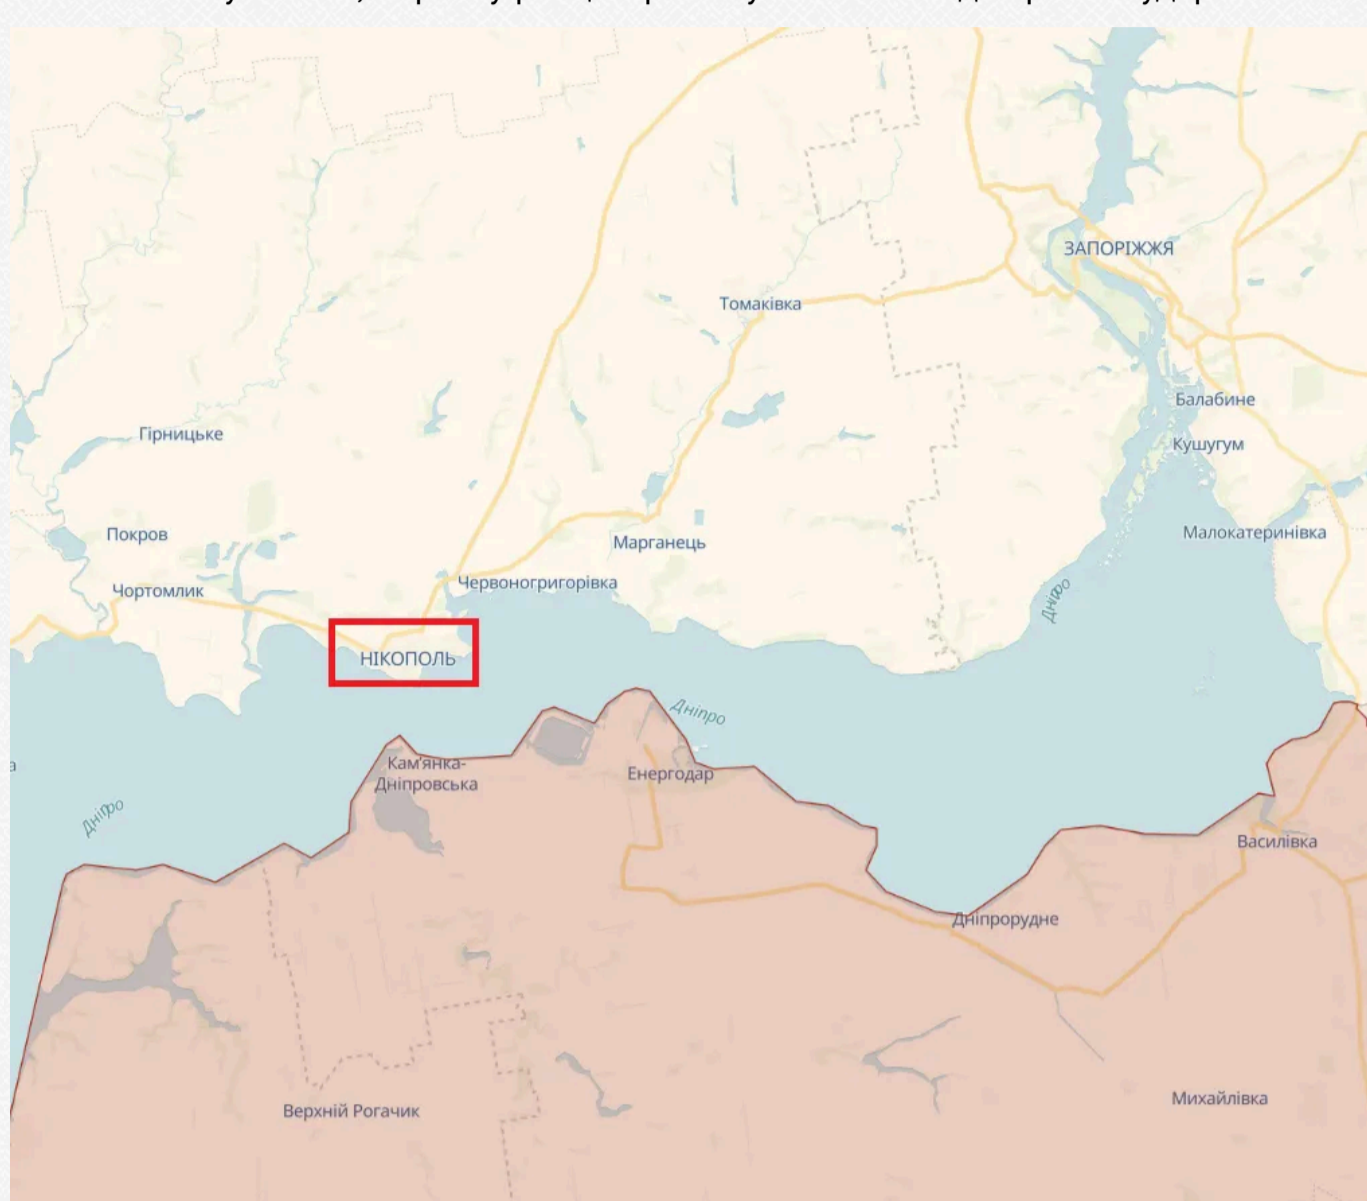 ЗАПОРІЖЖЯ
Томаківка
Балабине
Гірницьке
Кушугум
Покров
Малокатеринівка
Марганець
Червоногригорівка
Чортомлик
Дніпро
НІКОПОЛЬ
Дніпро
Кам'янка-
Дніпровська
Енергодар
Дніпро
Василівка
Дніпрорудне
Михайлівка
Верхній Рогачик